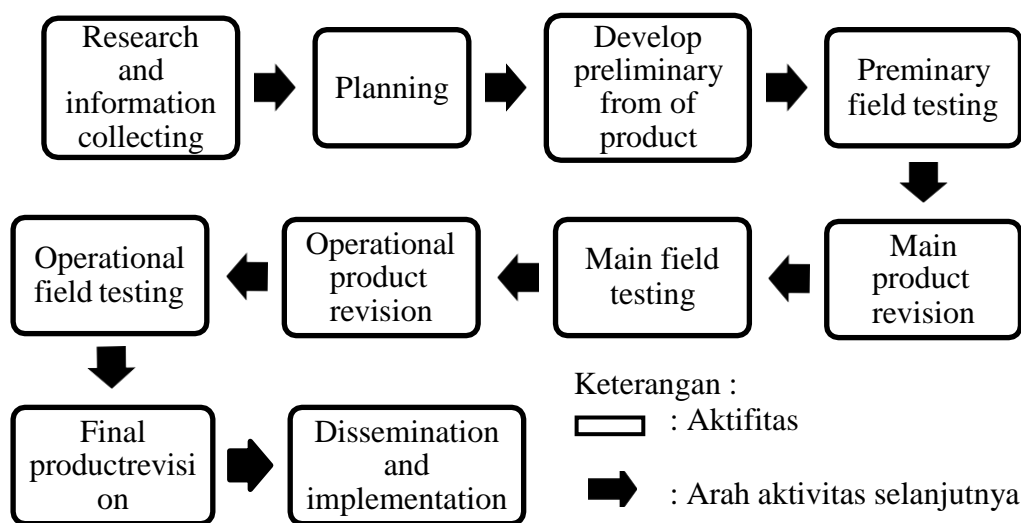 Research
and
information
collecting
Planning
Develop
preliminary
from of
product
Preminary
field testing
Main
product
revision
Main field
testing
Operational
product
revision
Operational
field testing
Final
productrevisi
on
Dissemination
and
implementation
Keterangan :
: Aktifitas
: Arah aktivitas selanjutnya